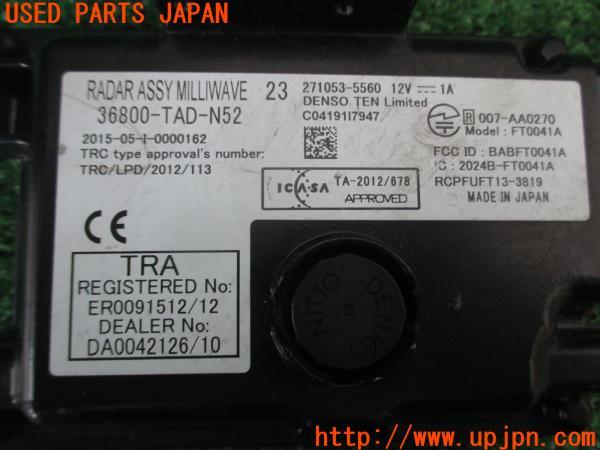 USED PARTS JAPAN
RADAR ASSY MILLIWAVE 23
36800-TAD-N52
2015-05-I-0000162
TRC type approval's number:
TRC/LPD/2012/113
271053-5560 12V 1A
DENSO TEN Limited
C04191I7947
R 007-AA0270
Model: FT0041A
FCC ID: BABFT0041A
IC: 2024B-FT0041A
RCPFUFT13-3819
MADE IN JAPAN
ICASA TA-2012/678
APPROVED
CE
TRA
REGISTERED No:
ER0091512/12
DEALER No:
DA0042126/10
NITTO DENKO
http://www.upjpn.com/